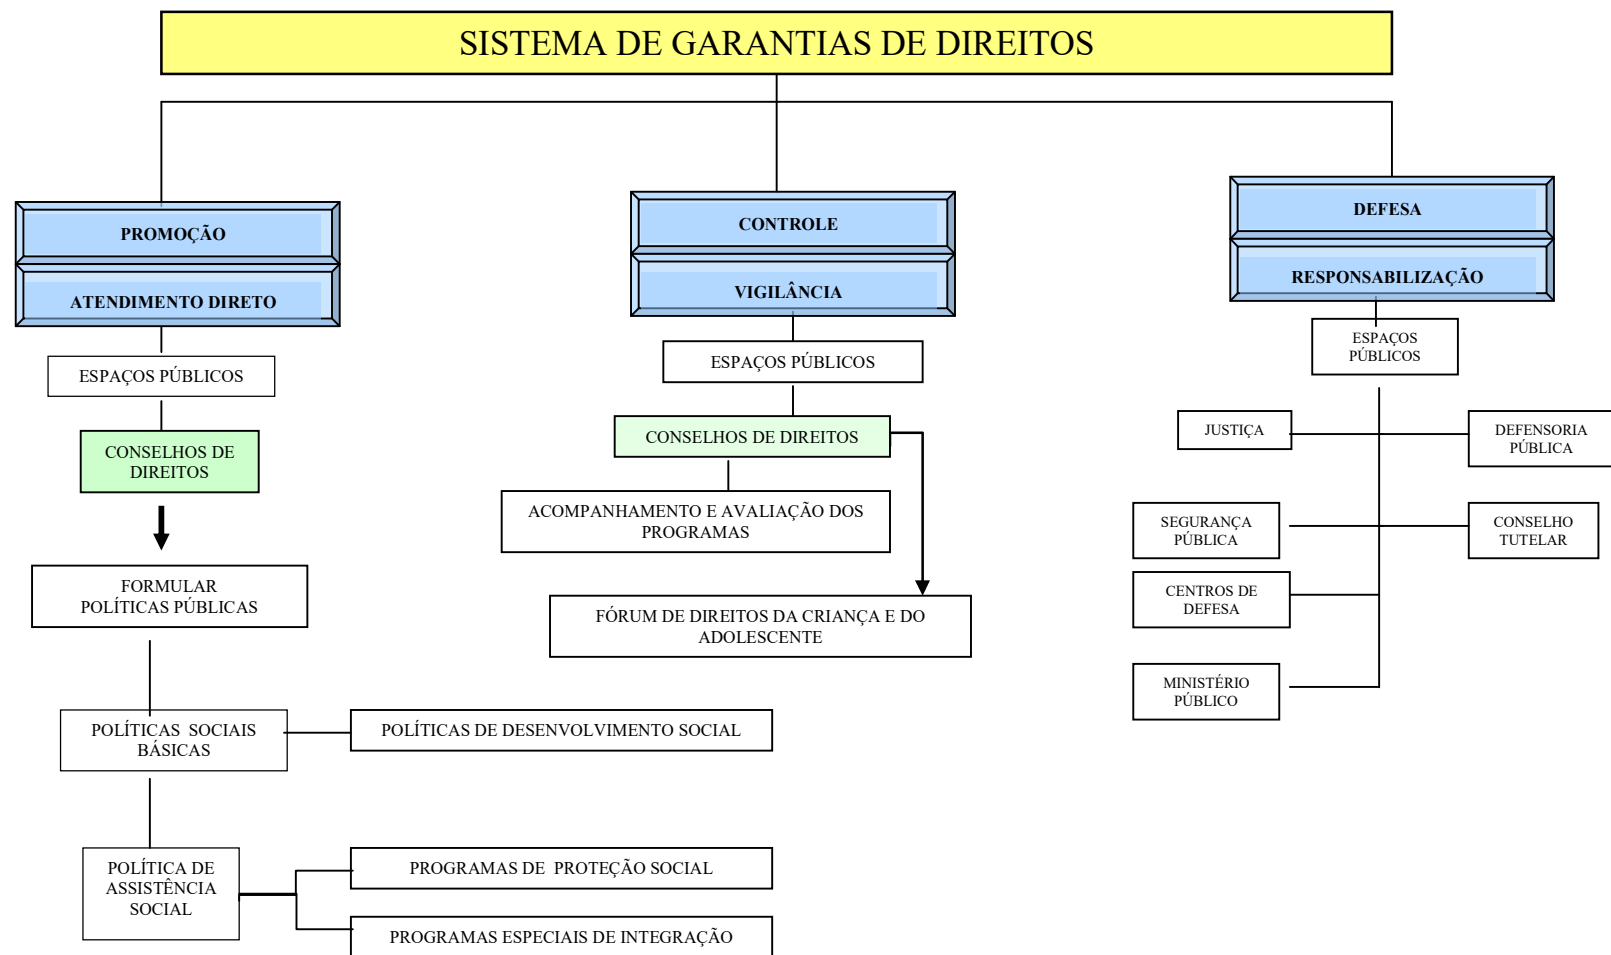 SISTEMA DE GARANTIAS DE DIREITOS
PROMOÇÃO
ATENDIMENTO DIRETO
ESPAÇOS PÚBLICOS
CONSELHOS DE
DIREITOS
FORMULAR
POLÍTICAS PÚBLICAS
POLÍTICAS SOCIAIS
BÁSICAS
POLÍTICAS DE DESENVOLVIMENTO SOCIAL
POLÍTICA DE
ASSISTÊNCIA
SOCIAL
PROGRAMAS DE PROTEÇÃO SOCIAL
PROGRAMAS ESPECIAIS DE INTEGRAÇÃO
CONTROLE
VIGILÂNCIA
ESPAÇOS PÚBLICOS
CONSELHOS DE DIREITOS
ACOMPANHAMENTO E AVALIAÇÃO DOS
PROGRAMAS
FÓRUM DE DIREITOS DA CRIANÇA E DO
ADOLESCENTE
DEFESA
RESPONSABILIZAÇÃO
ESPAÇOS
PÚBLICOS
JUSTIÇA
DEFENSORIA
PÚBLICA
SEGURANÇA
PÚBLICA
CONSELHO
TUTELAR
CENTROS DE
DEFESA
MINISTÉRIO
PÚBLICO